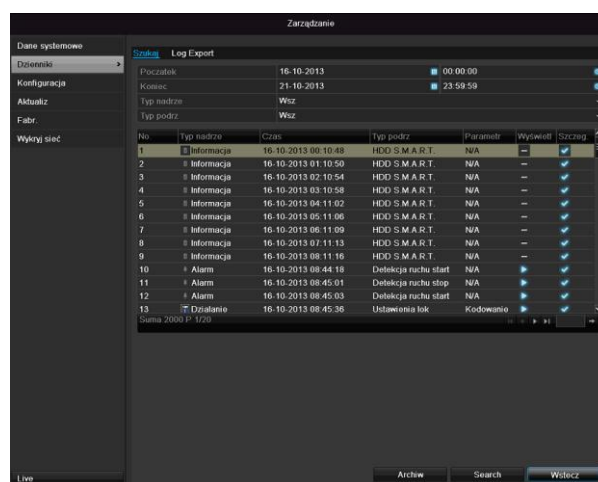 Zarządzanie
Dane systemowe
Dzienniki
Konfiguracja
Aktualiz
Fabr.
Wykryj sieć
Live
Szukaj Log Export
Początek 16-10-2013 00:00:00
Koniec 21-10-2013 23:59:59
Typ nadrze Wsz
Typ podrz Wsz
No. Typ nadrze Czas Typ podrz Parametr Wyświetl Szczeg.
1 Informacja 16-10-2013 00:10:48 HDD S.M.A.R.T. N/A –
2 Informacja 16-10-2013 01:10:50 HDD S.M.A.R.T. N/A –
3 Informacja 16-10-2013 02:10:54 HDD S.M.A.R.T. N/A –
4 Informacja 16-10-2013 03:10:58 HDD S.M.A.R.T. N/A –
5 Informacja 16-10-2013 04:11:02 HDD S.M.A.R.T. N/A –
6 Informacja 16-10-2013 05:11:06 HDD S.M.A.R.T. N/A –
7 Informacja 16-10-2013 06:11:09 HDD S.M.A.R.T. N/A –
8 Informacja 16-10-2013 07:11:13 HDD S.M.A.R.T. N/A –
9 Informacja 16-10-2013 08:11:16 HDD S.M.A.R.T. N/A –
10 Alarm 16-10-2013 08:44:18 Detekcja ruchu start N/A
11 Alarm 16-10-2013 08:45:01 Detekcja ruchu stop N/A
12 Alarm 16-10-2013 08:45:03 Detekcja ruchu start N/A
13 Działanie 16-10-2013 08:45:36 Ustawienia lok Kodowanie
Suma 2000 P. 1/20
Archiw Search Wstecz